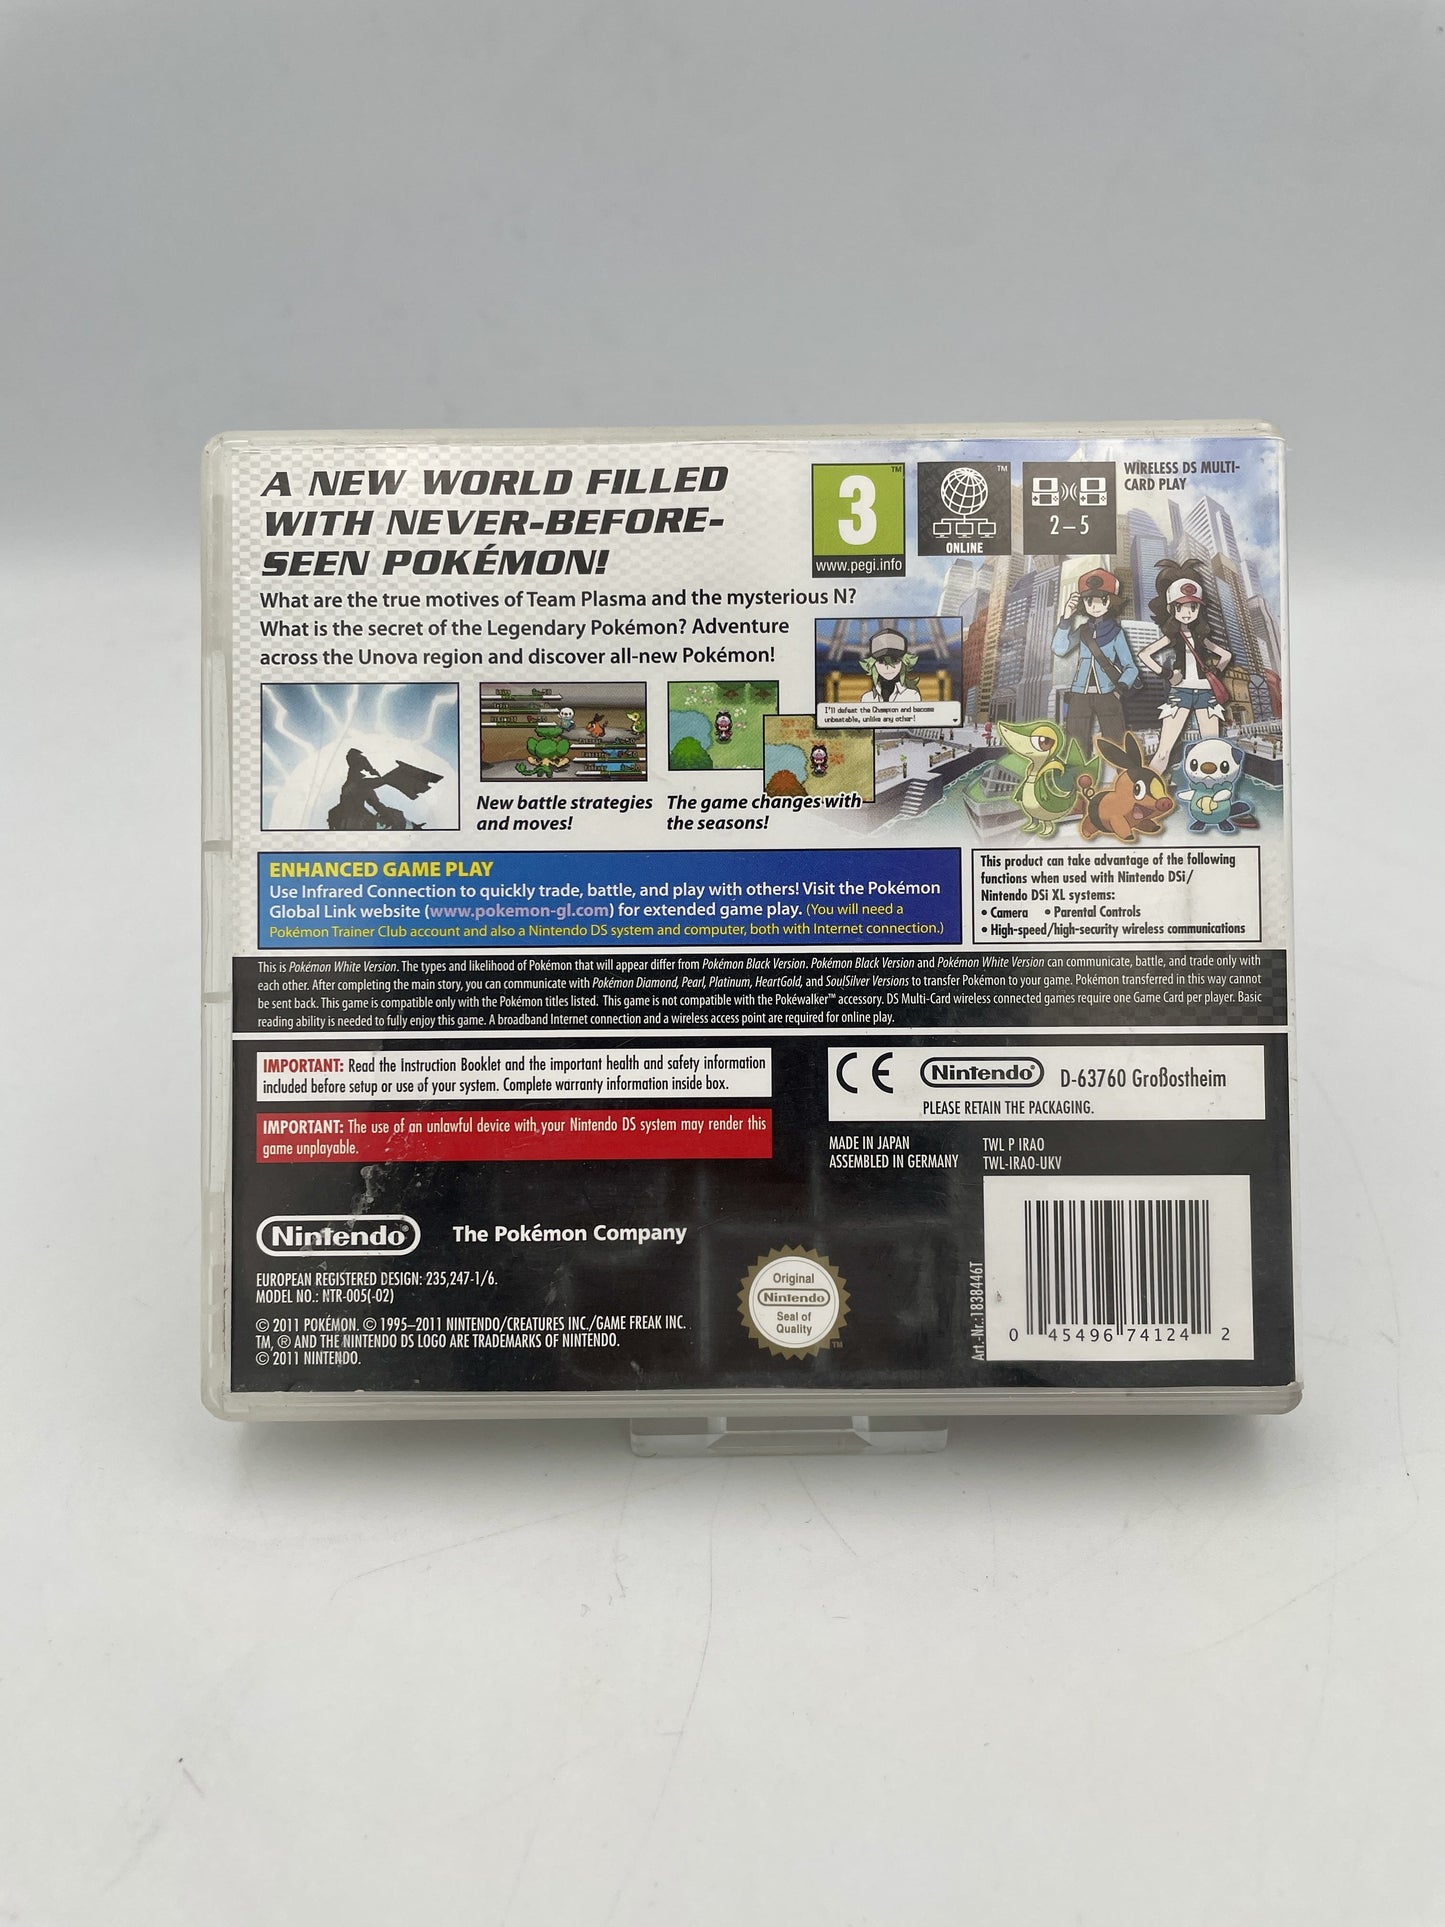 A NEW WORLD FILLED
WITH NEVER-BEFORE-
SEEN POKÉMON!
What are the true motives of Team Plasma and the mysterious N?
What is the secret of the Legendary Pokémon? Adventure
across the Unova region and discover all-new Pokémon!
3
™
www.pegi.info
™
ONLINE
2–5
WIRELESS DS MULTI-
CARD PLAY
I'll defeat the Champion and become
unbeatable, unlike any other!
New battle strategies
and moves!
The game changes with
the seasons!
ENHANCED GAME PLAY
Use Infrared Connection to quickly trade, battle, and play with others! Visit the Pokémon
Global Link website (www.pokemon-gl.com) for extended game play. (You will need a
Pokémon Trainer Club account and also a Nintendo DS system and computer, both with Internet connection.)
This product can take advantage of the following
functions when used with Nintendo DSi/
Nintendo DSi XL systems:
• Camera • Parental Controls
• High-speed/high-security wireless communications
This is Pokémon White Version. The types and likelihood of Pokémon that will appear differ from Pokémon Black Version. Pokémon Black Version and Pokémon White Version can communicate, battle, and trade only with
each other. After completing the main story, you can communicate with Pokémon Diamond, Pearl, Platinum, HeartGold, and SoulSilver Versions to transfer Pokémon to your game. Pokémon transferred in this way cannot
be sent back. This game is compatible only with the Pokémon titles listed. This game is not compatible with the Pokéwalker™ accessory. DS Multi-Card wireless connected games require one Game Card per player. Basic
reading ability is needed to fully enjoy this game. A broadband Internet connection and a wireless access point are required for online play.
IMPORTANT: Read the Instruction Booklet and the important health and safety information
included before setup or use of your system. Complete warranty information inside box.
IMPORTANT: The use of an unlawful device with your Nintendo DS system may render this
game unplayable.
CE Nintendo® D-63760 Großostheim
PLEASE RETAIN THE PACKAGING.
MADE IN JAPAN
ASSEMBLED IN GERMANY
TWL P IRAO
TWL-IRAO-UKV
Nintendo®
The Pokémon Company
EUROPEAN REGISTERED DESIGN: 235,247-1/6.
MODEL NO.: NTR-005(-02)
© 2011 POKÉMON. © 1995–2011 NINTENDO/CREATURES INC./GAME FREAK INC.
TM, ® AND THE NINTENDO DS LOGO ARE TRADEMARKS OF NINTENDO.
© 2011 NINTENDO.
Original
Nintendo
Seal of
Quality
™
Art.-Nr.:1838446T
0 45496 74124 2